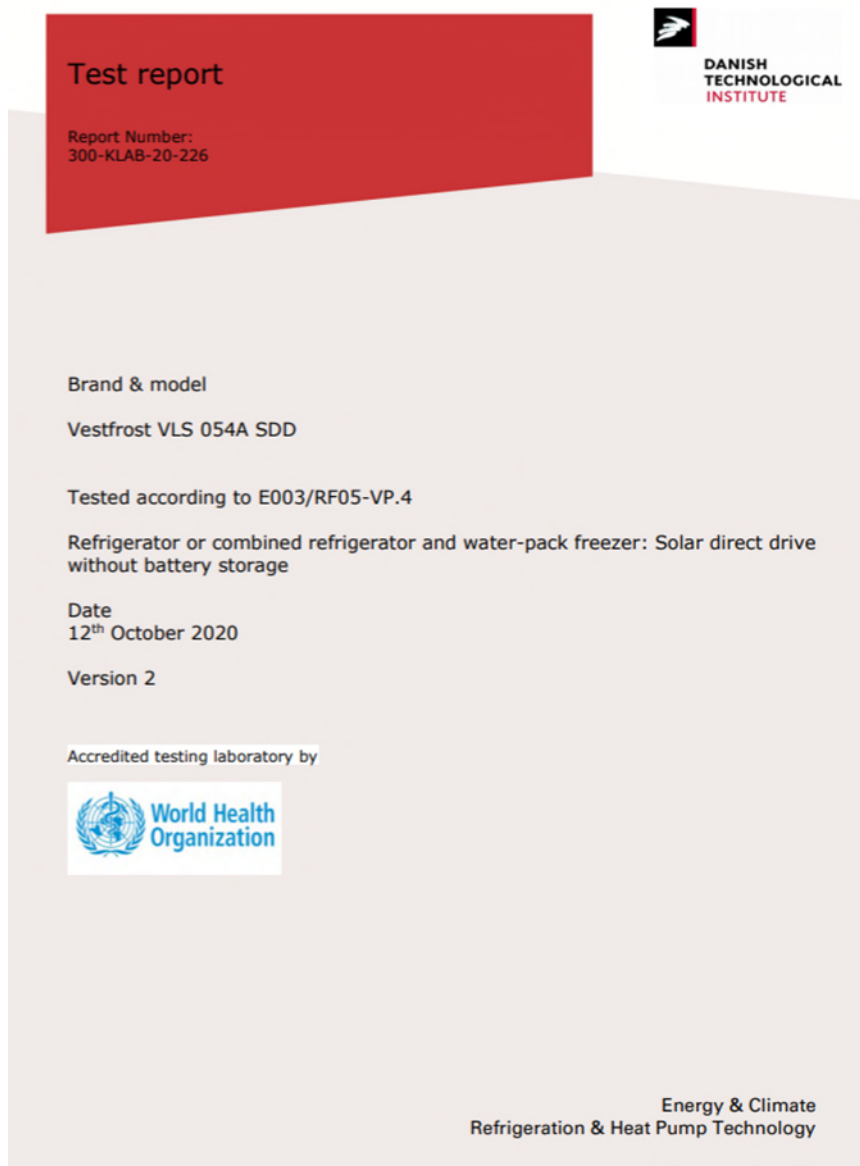 Test report
Report Number:
300-KLAB-20-226
DANISH
TECHNOLOGICAL
INSTITUTE
Brand & model
Vestfrost VLS 054A SDD
Tested according to E003/RF05-VP.4
Refrigerator or combined refrigerator and water-pack freezer: Solar direct drive
without battery storage
Date
12th October 2020
Version 2
Accredited testing laboratory by
World Health
Organization
Energy & Climate
Refrigeration & Heat Pump Technology